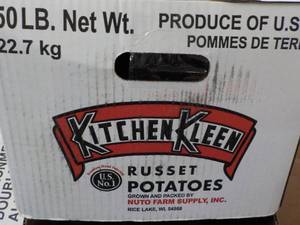 50 LB. Net Wt.
PRODUCE OF U.S
22.7 kg
POMMES DE TER
KITCHEN KLEEN
U.S.
No.1
RUSSET
POTATOES
GROWN AND PACKED BY
NUTO FARM SUPPLY, INC.
RICE LAKE, WI. 54868